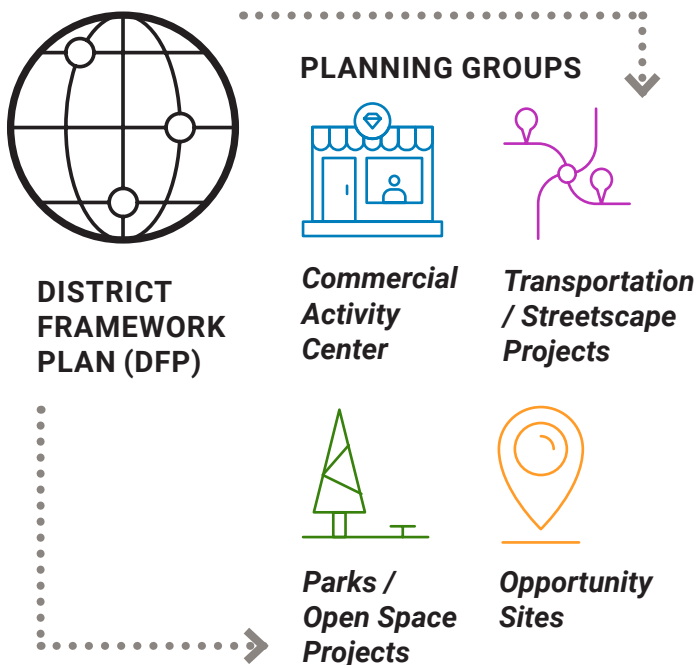 PLANNING GROUPS
DISTRICT
FRAMEWORK
PLAN (DFP)
Commercial
Activity
Center
Transportation
/ Streetscape
Projects
Parks /
Open Space
Projects
Opportunity
Sites